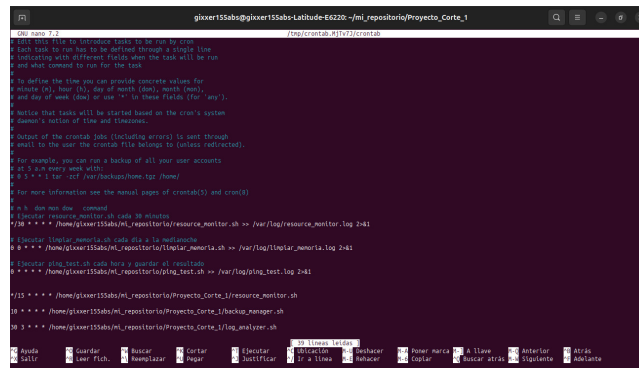 gixxer155abs@gixxer155abs-Latitude-E6220: ~/mi_repositorio/Proyecto_Corte_1
GNU nano 7.2 /tmp/crontab.MjTv7J/crontab
# Edit this file to introduce tasks to be run by cron
# Each task to run has to be defined through a single line
# indicating with different fields when the task will be run
# and what command to run for the task
#
# To define the time you can provide concrete values for
# minute (m), hour (h), day of month (dom), month (mon),
# and day of week (dow) or use '*' in these fields (for 'any').
#
# Notice that tasks will be started based on the cron's system
# daemon's notion of time and timezones.
#
# Output of the crontab jobs (including errors) is sent through
# email to the user the crontab file belongs to (unless redirected).
#
# For example, you can run a backup of all your user accounts
# at 5 a.m every week with:
# 0 5 * * 1 tar -zcf /var/backups/home.tgz /home/
#
# For more information see the manual pages of crontab(5) and cron(8)
#
# m h dom mon dow command
# Ejecutar resource_monitor.sh cada 30 minutos
*/30 * * * * /home/gixxer155abs/mi_repositorio/resource_monitor.sh >> /var/log/resource_monitor.log 2>&1
# Ejecutar limpiar_memoria.sh cada día a la medianoche
0 0 * * * /home/gixxer155abs/mi_repositorio/limpiar_memoria.sh >> /var/log/limpiar_memoria.log 2>&1
# Ejecutar ping_test.sh cada hora y guardar el resultado
0 * * * * /home/gixxer155abs/mi_repositorio/ping_test.sh >> /var/log/ping_test.log 2>&1
*/15 * * * * /home/gixxer155abs/mi_repositorio/Proyecto_Corte_1/resource_monitor.sh
10 * * * * /home/gixxer155abs/mi_repositorio/Proyecto_Corte_1/backup_manager.sh
30 3 * * * /home/gixxer155abs/mi_repositorio/Proyecto_Corte_1/log_analyzer.sh
[ 39 líneas leídas ]
^G Ayuda ^O Guardar ^W Buscar ^K Cortar ^T Ejecutar ^C Ubicación M-U Deshacer M-A Poner marca M-] A llave M-Q Anterior ^B Atrás
^X Salir ^R Leer fich. ^\ Reemplazar ^U Pegar ^J Justificar ^/ Ir a línea M-E Rehacer M-6 Copiar ^Q Buscar atrás M-W Siguiente ^F Adelante